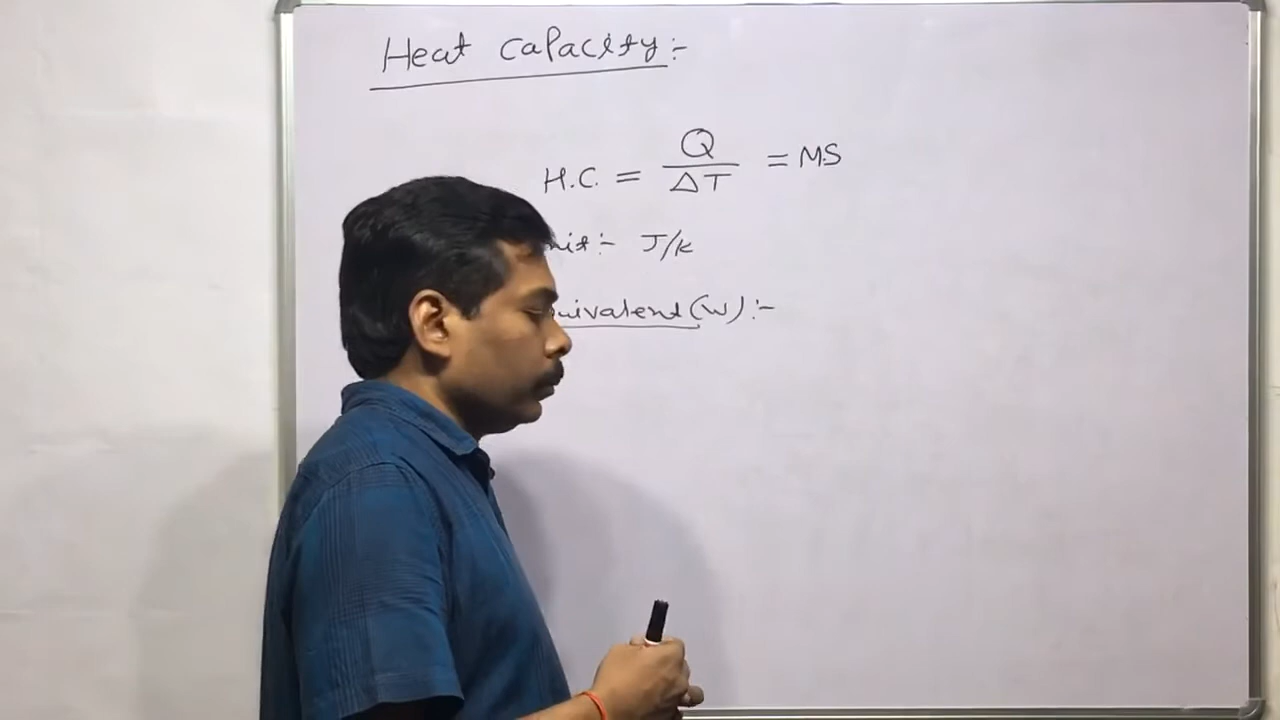 Heat capacity :-
H.C. = Q/ΔT = MS
J/K
(W) :-